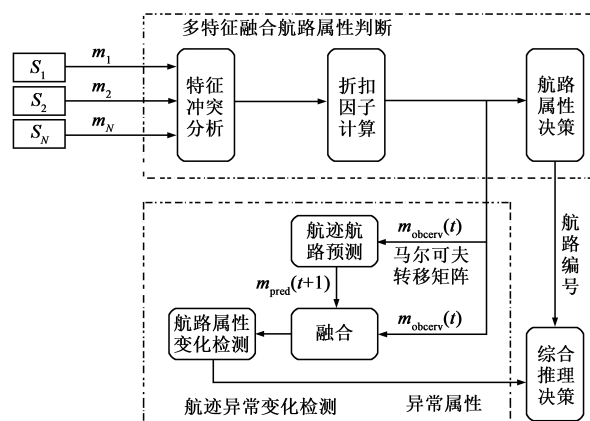 多特征融合航路属性判断
S1
m1
S2
m2
SN
mN
特征
冲突
分析
折扣
因子
计算
航路
属性
决策
航迹航
路预测
mobcerv(t)
马尔可夫
转移矩阵
航路编号
mpred(t+1)
航路属性
变化检测
融合
mobcerv(t)
综合
推理
决策
航迹异常变化检测
异常属性